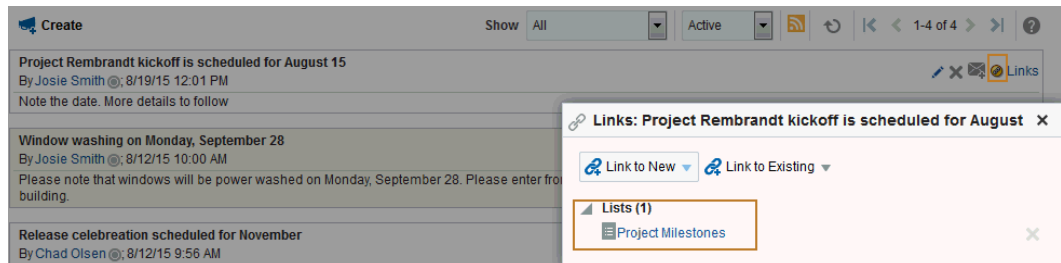 Create Show All Active 1-4 of 4
Project Rembrandt kickoff is scheduled for August 15
By Josie Smith; 8/19/15 12:01 PM Links
Note the date. More details to follow
Links: Project Rembrandt kickoff is scheduled for August
Link to New Link to Existing
Lists (1)
Project Milestones
Window washing on Monday, September 28
By Josie Smith; 8/12/15 10:00 AM
Please note that windows will be power washed on Monday, September 28. Please enter from
building.
Release celebreation scheduled for November
By Chad Olsen; 8/12/15 9:56 AM